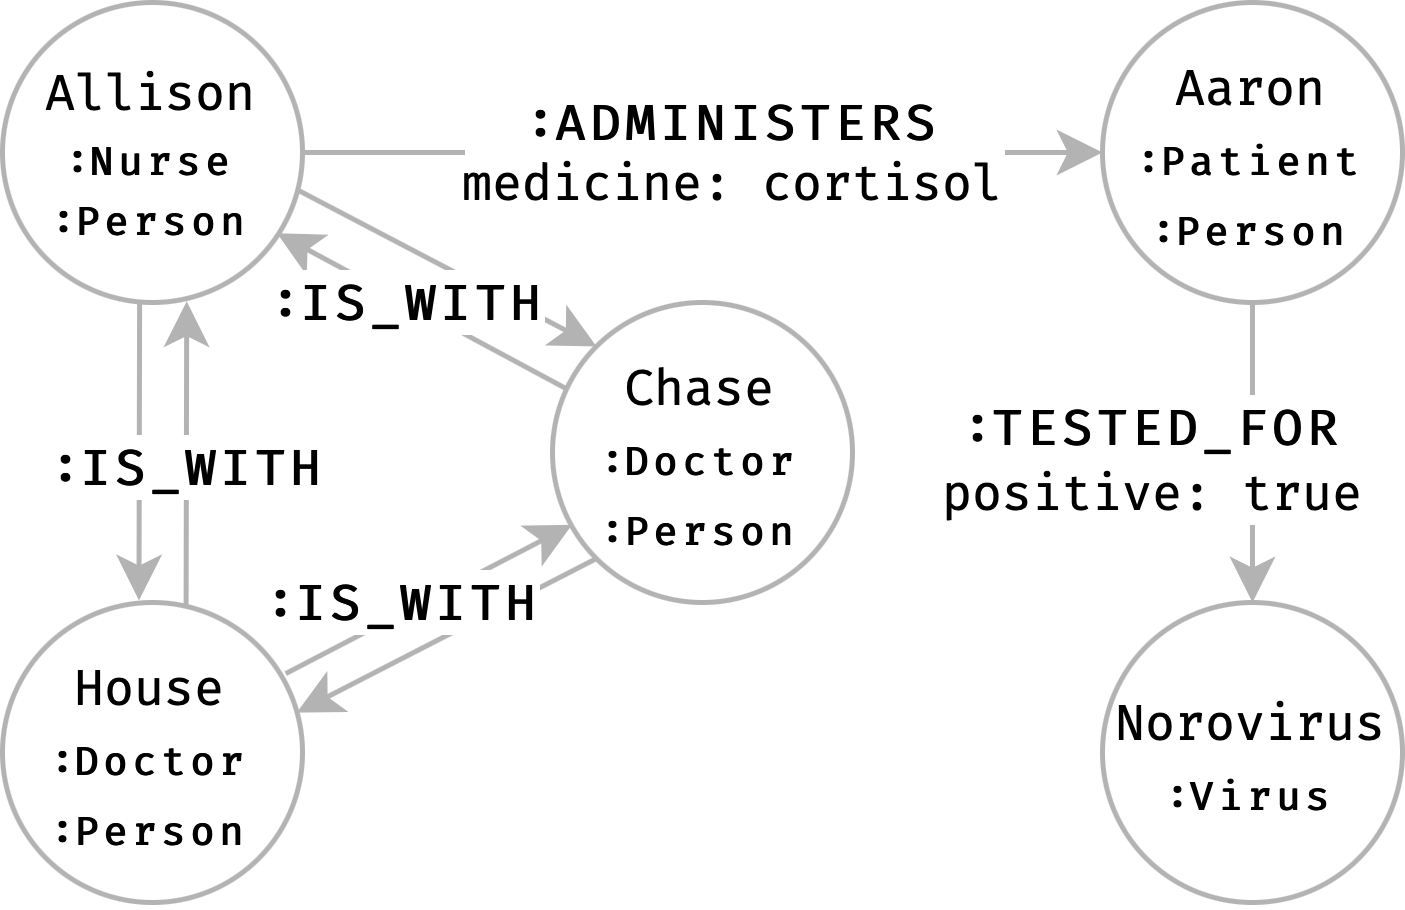 Allison
:Nurse
:Person
:ADMINISTERS
medicine: cortisol
Aaron
:Patient
:Person
:IS_WITH
Chase
:Doctor
:Person
:IS_WITH
:TESTED_FOR
positive: true
:IS_WITH
House
:Doctor
:Person
Norovirus
:Virus